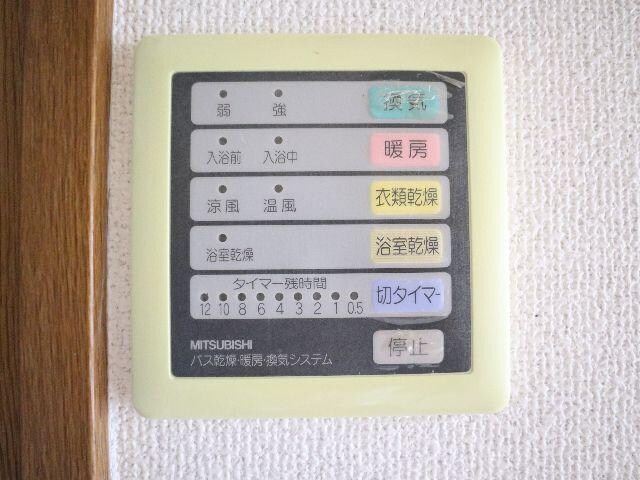 弱 強 換気
入浴前 入浴中 暖房
涼風 温風 衣類乾燥
浴室乾燥 浴室乾燥
タイマー残時間
12 10 8 6 4 3 2 1 0.5 切タイマー
停止
MITSUBISHI
バス乾燥・暖房・換気システム